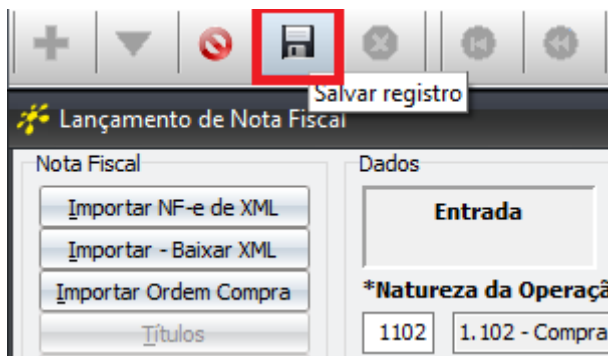 Salvar registro
Lançamento de Nota Fiscal
Nota Fiscal
Dados
Importar NF-e de XML
Entrada
Importar - Baixar XML
Importar Ordem Compra
*Natureza da Operaçã
Títulos
1102
1.102 - Compra